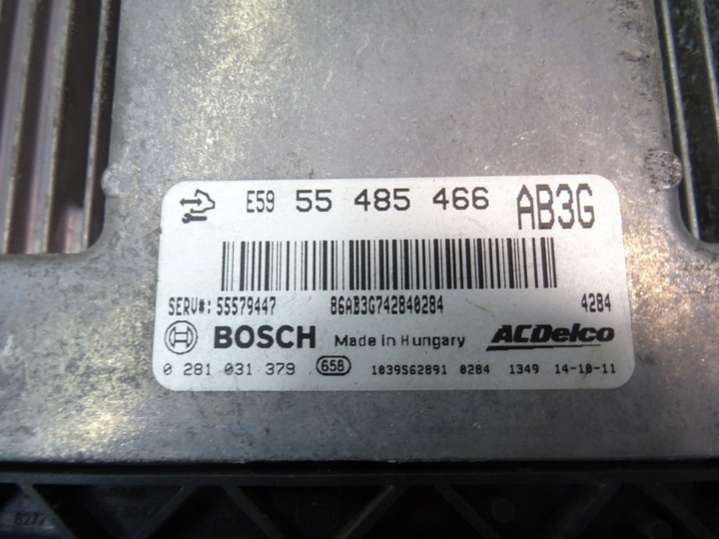 E59 55 485 466 AB3G
SERV#: 55579447 86AB3G742840284 4284
BOSCH Made in Hungary ACDelco
0 281 031 379 658 1039S62891 0284 1349 14-10-11